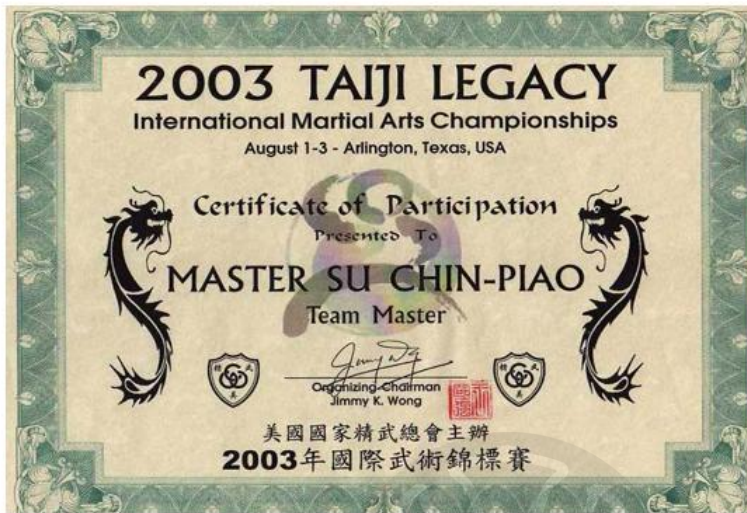 2003 TAIJI LEGACY
International Martial Arts Championships
August 1-3 - Arlington, Texas, USA
Certificate of Participation
Presented To
MASTER SU CHIN-PIAO
Team Master
Organizing Chairman
Jimmy K. Wong
美國國家精武總會主辦
2003年國際武術錦標賽